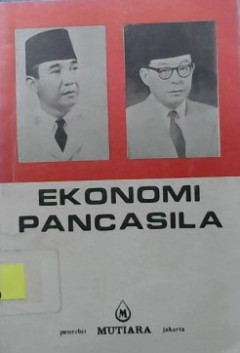 EKONOMI
PANCASILA
M
penerbit MUTIARA jakarta